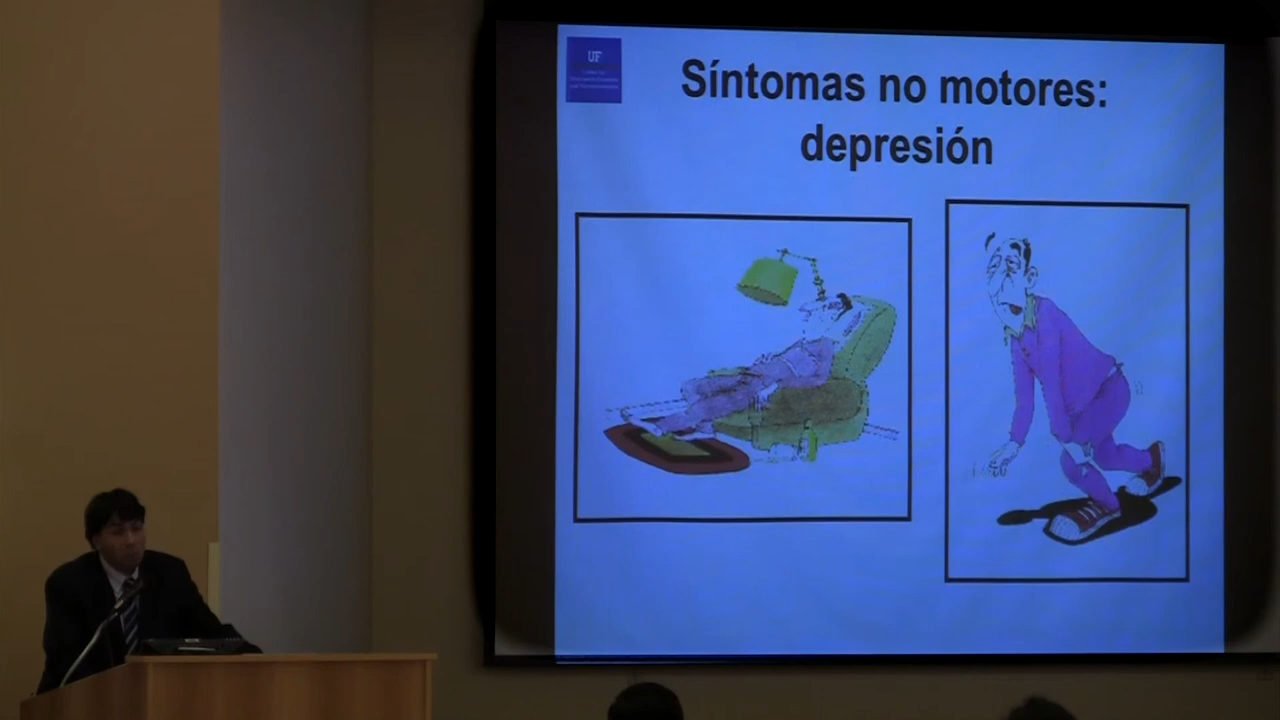 UF
Síntomas no motores:
depresión